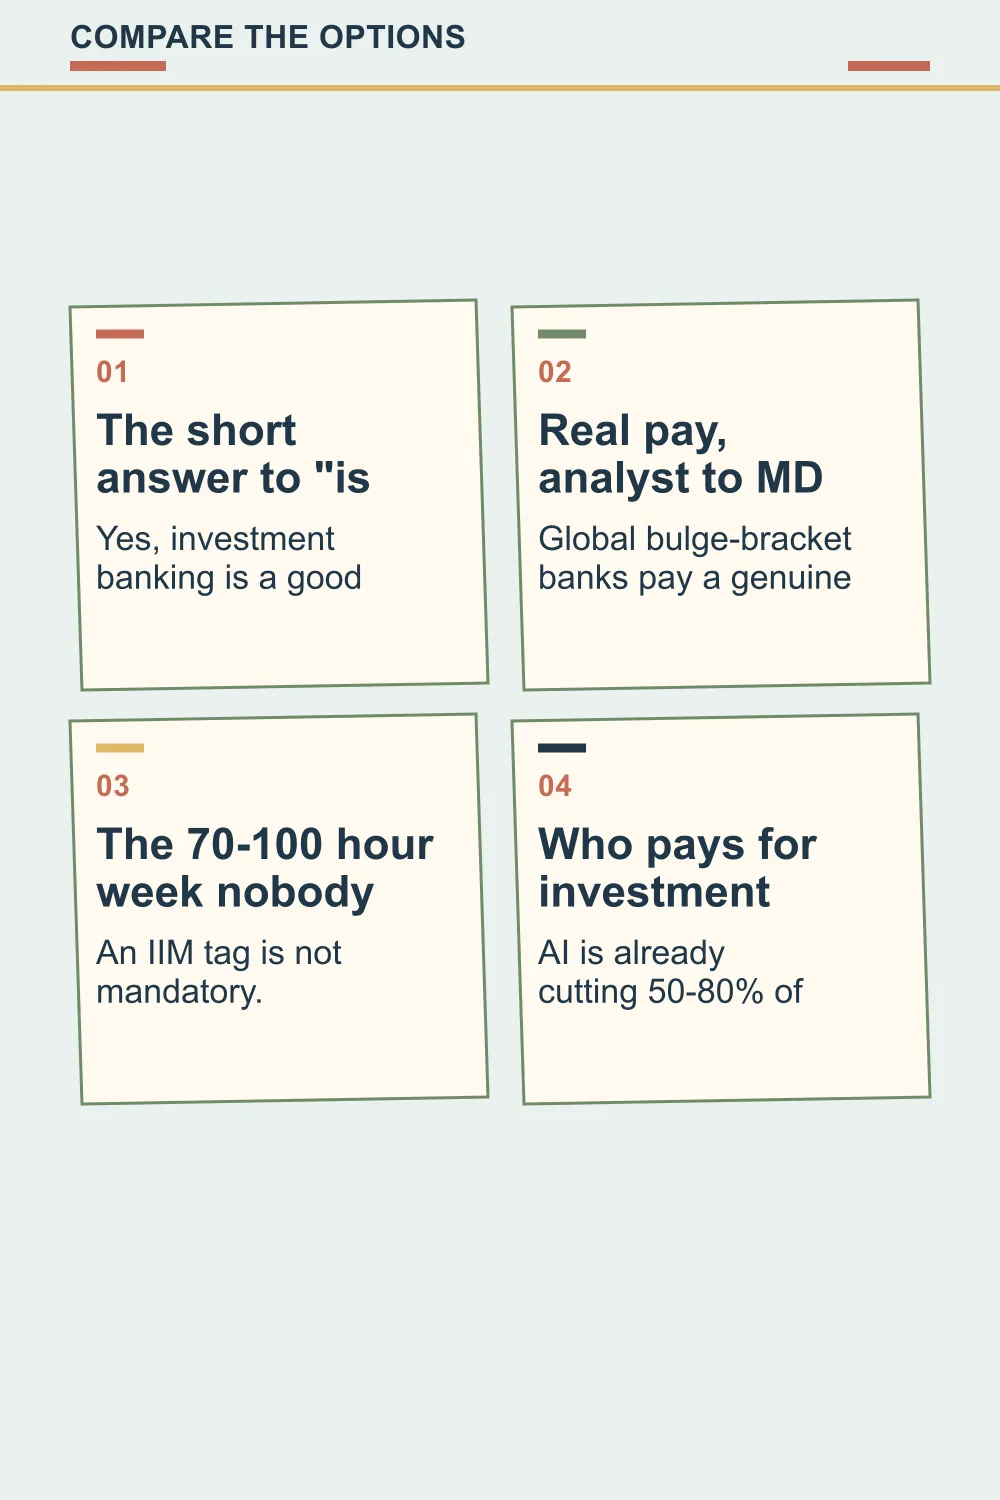 COMPARE THE OPTIONS
01
The short
answer to "is
Yes, investment
banking is a good
02
Real pay,
analyst to MD
Global bulge-bracket
banks pay a genuine
03
The 70-100 hour
week nobody
An IIM tag is not
mandatory.
04
Who pays for
investment
AI is already
cutting 50-80% of